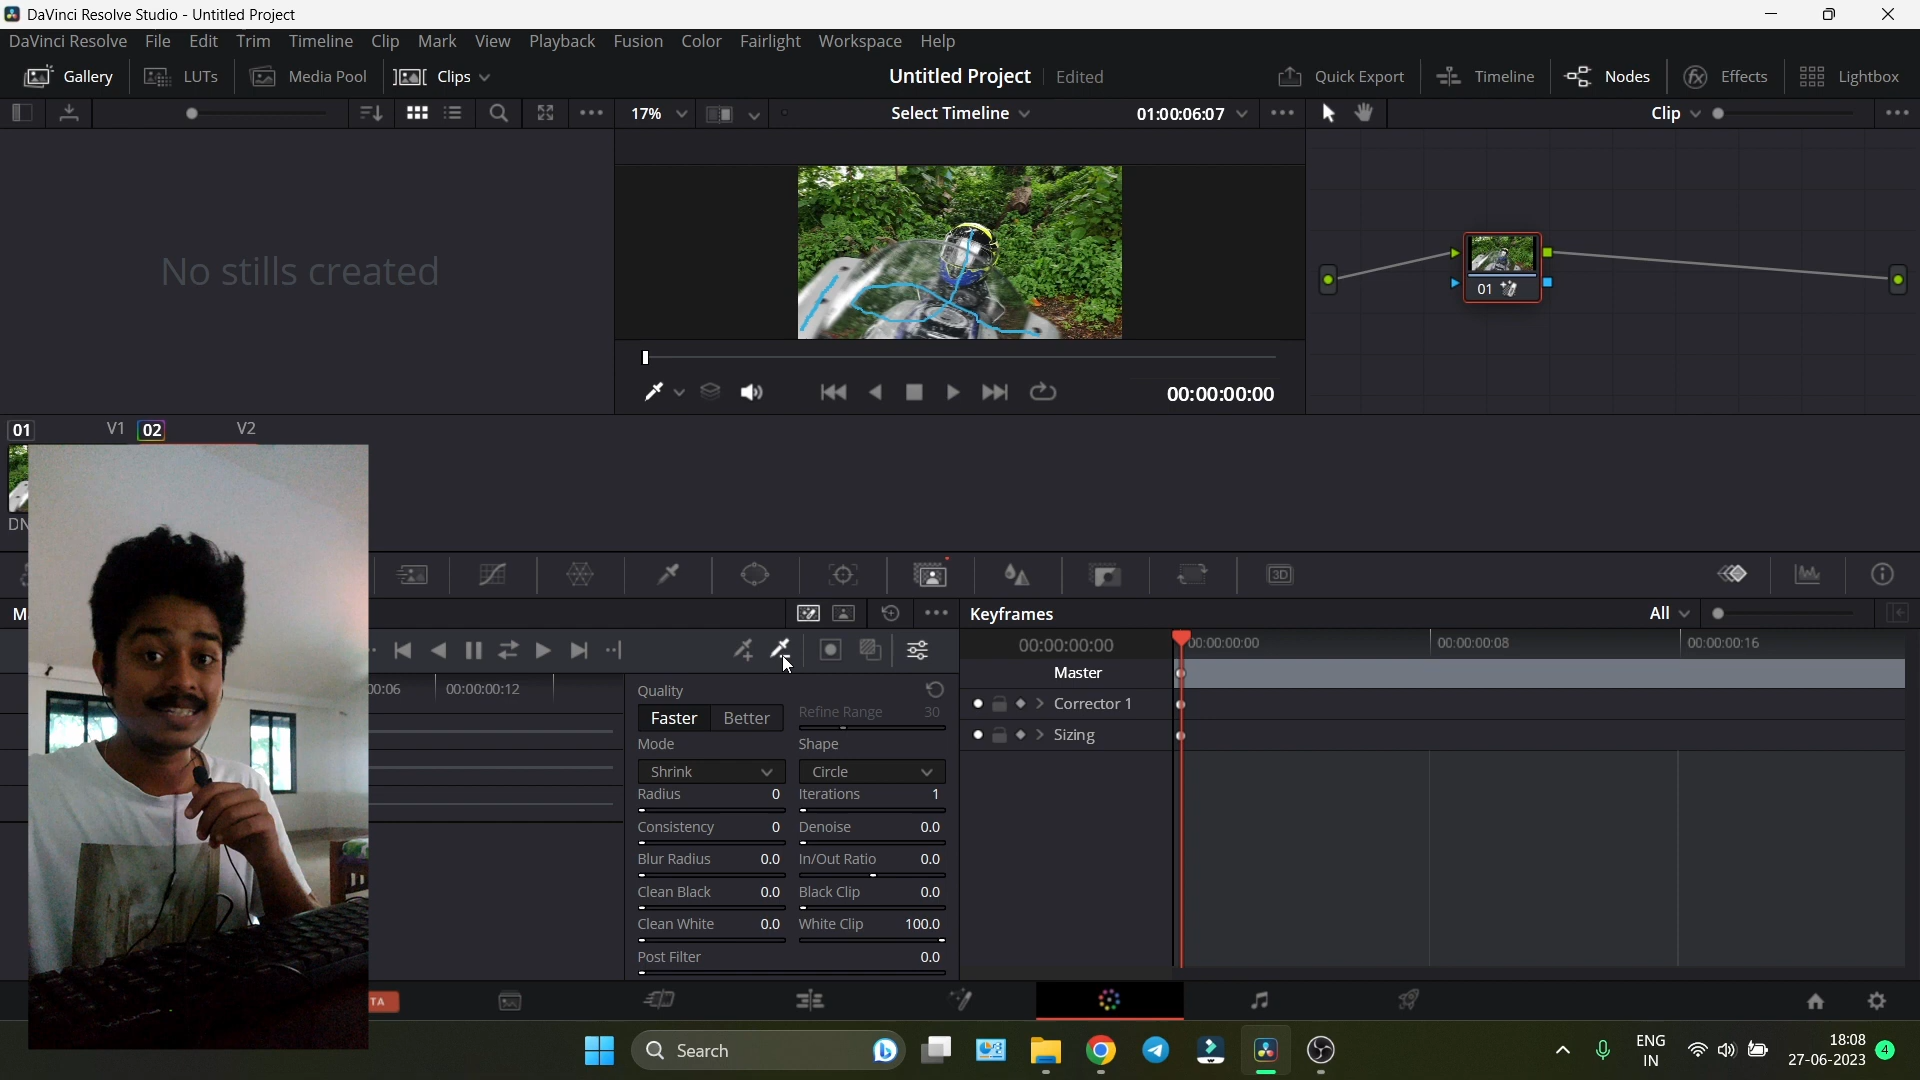 DaVinci Resolve Studio - Untitled Project
DaVinci Resolve File Edit Trim Timeline Clip Mark View Playback Fusion Color Fairlight Workspace Help
Gallery LUTs Media Pool Clips Untitled Project Edited Quick Export Timeline Nodes Effects Lightbox
17% Select Timeline 01:00:06:07 Clip
No stills created
01
00:00:00:00
01 V1 02 V2
DN
3D
M
Keyframes All
00:00:00:00 00:00:00:00 00:00:00:08 00:00:00:16
Master
00:06 00:00:00:12
Quality
Faster Better Refine Range 30
Corrector 1
Mode Shape
Sizing
Shrink Circle
Radius 0 Iterations 1
Consistency 0 Denoise 0.0
Blur Radius 0.0 In/Out Ratio 0.0
Clean Black 0.0 Black Clip 0.0
Clean White 0.0 White Clip 100.0
Post Filter 0.0
TA
Search
ENG
IN
18:08
27-06-2023
4